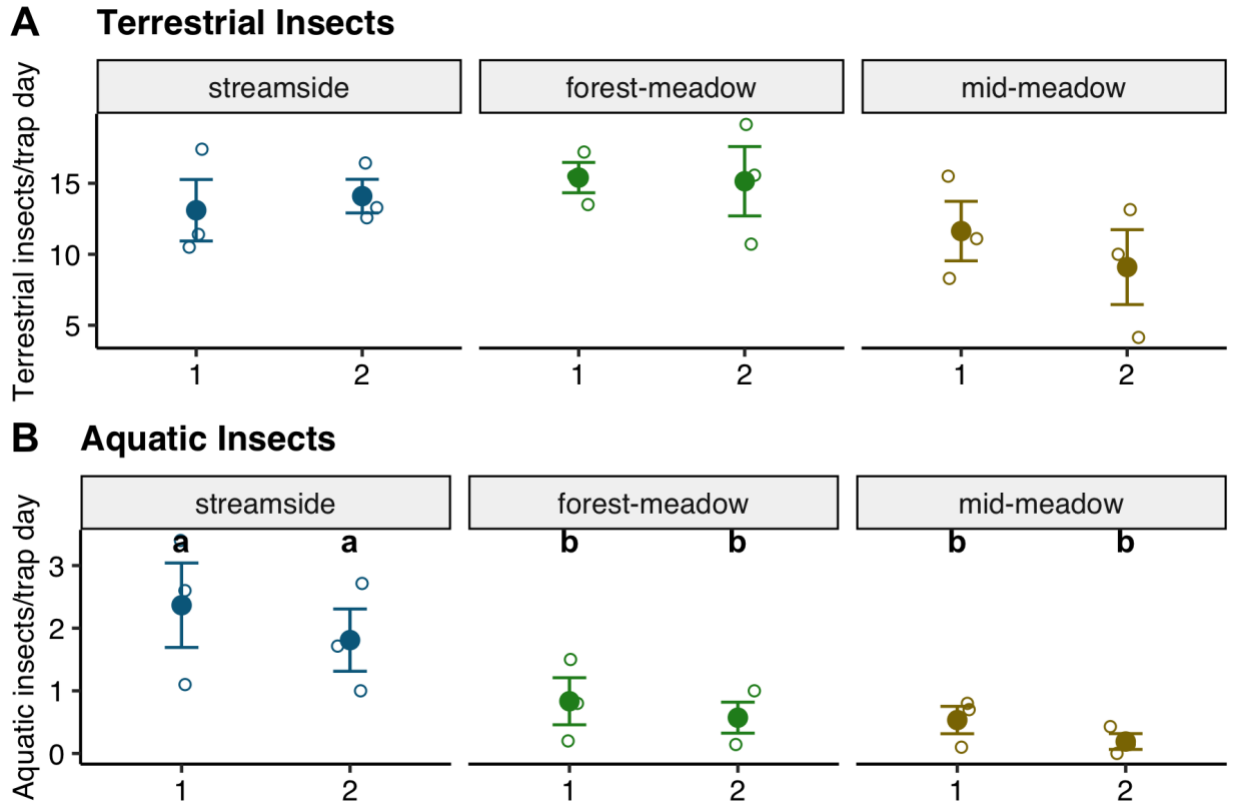 A Terrestrial Insects
streamside forest-meadow mid-meadow
Terrestrial insects/trap day
15
10
5
1 2 1 2 1 2
B Aquatic Insects
streamside forest-meadow mid-meadow
a a b b b b
Aquatic insects/trap day
3
2
1
0
1 2 1 2 1 2